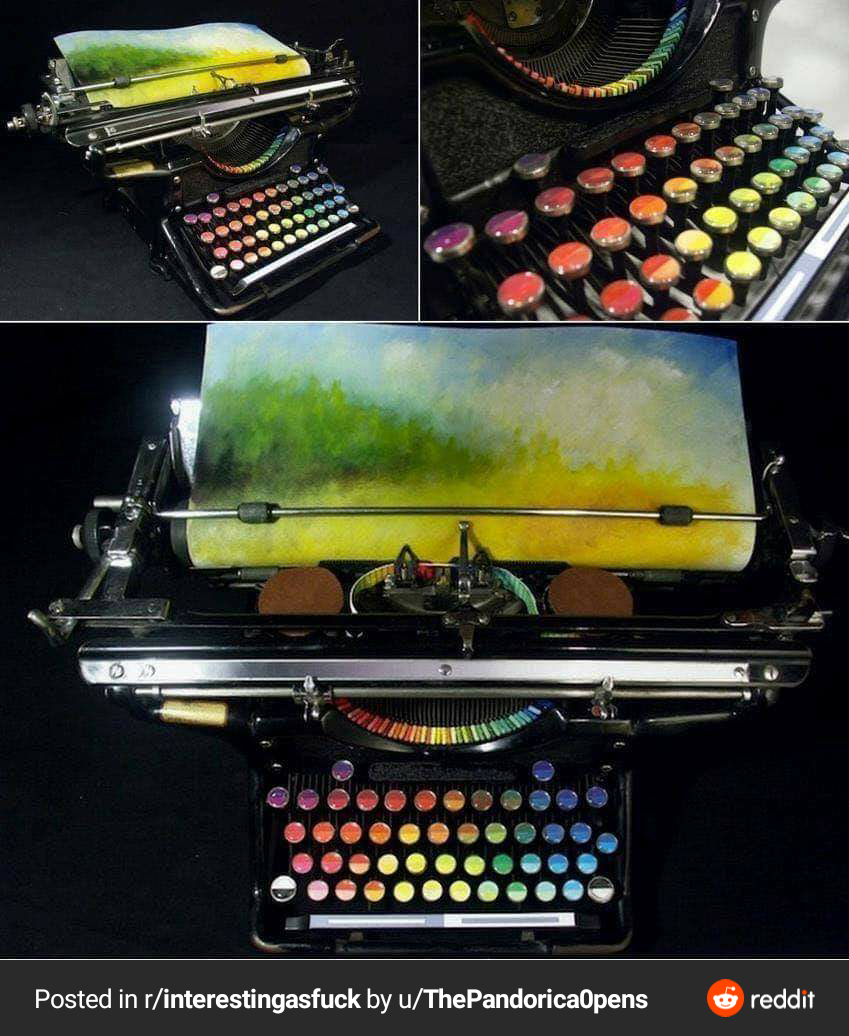 Posted in r/interestingasfuck by u/ThePandorica0pens
reddit